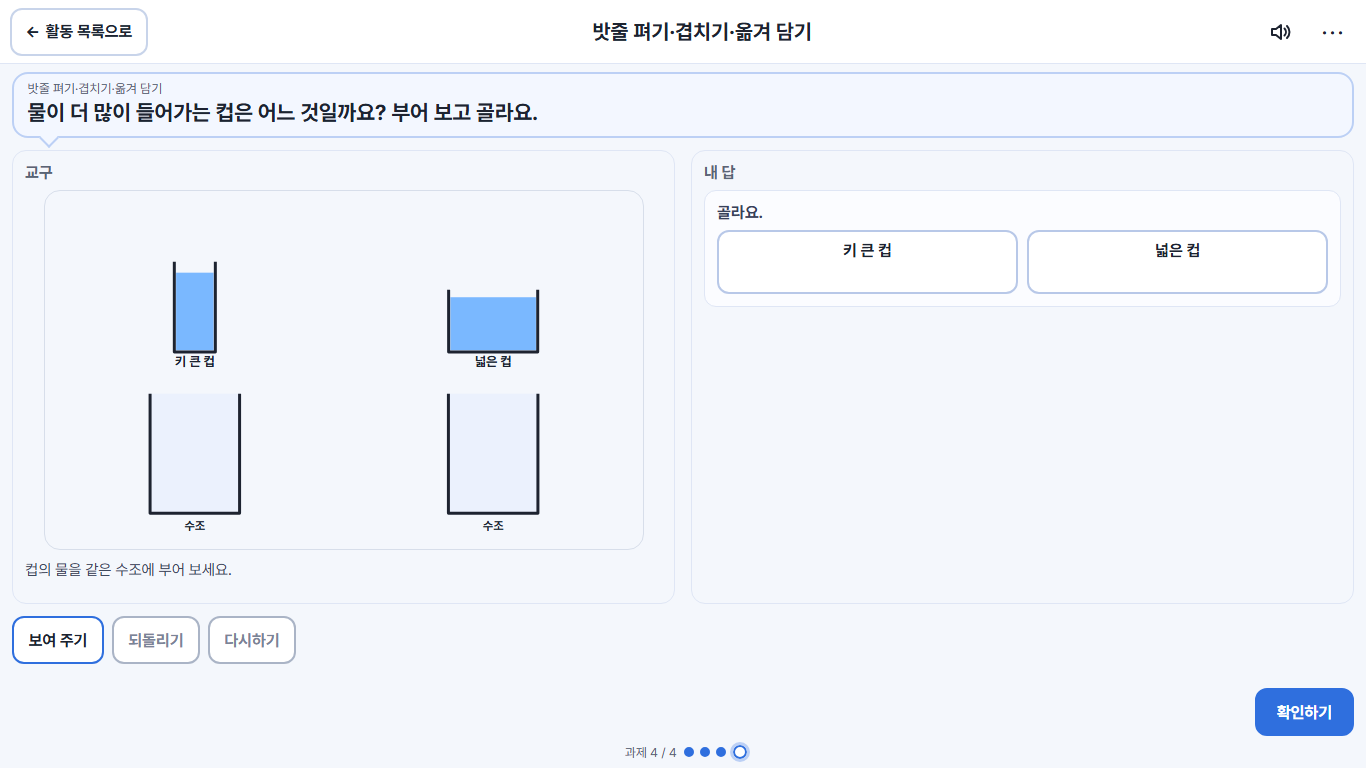 ← 활동 목록으로
밧줄 펴기·겹치기·옮겨 담기
밧줄 펴기·겹치기·옮겨 담기
물이 더 많이 들어가는 컵은 어느 것일까요? 부어 보고 골라요.
교구
키 큰 컵
넓은 컵
수조
수조
컵의 물을 같은 수조에 부어 보세요.
내 답
골라요.
키 큰 컵
넓은 컵
보여 주기
되돌리기
다시하기
확인하기
과제 4 / 4